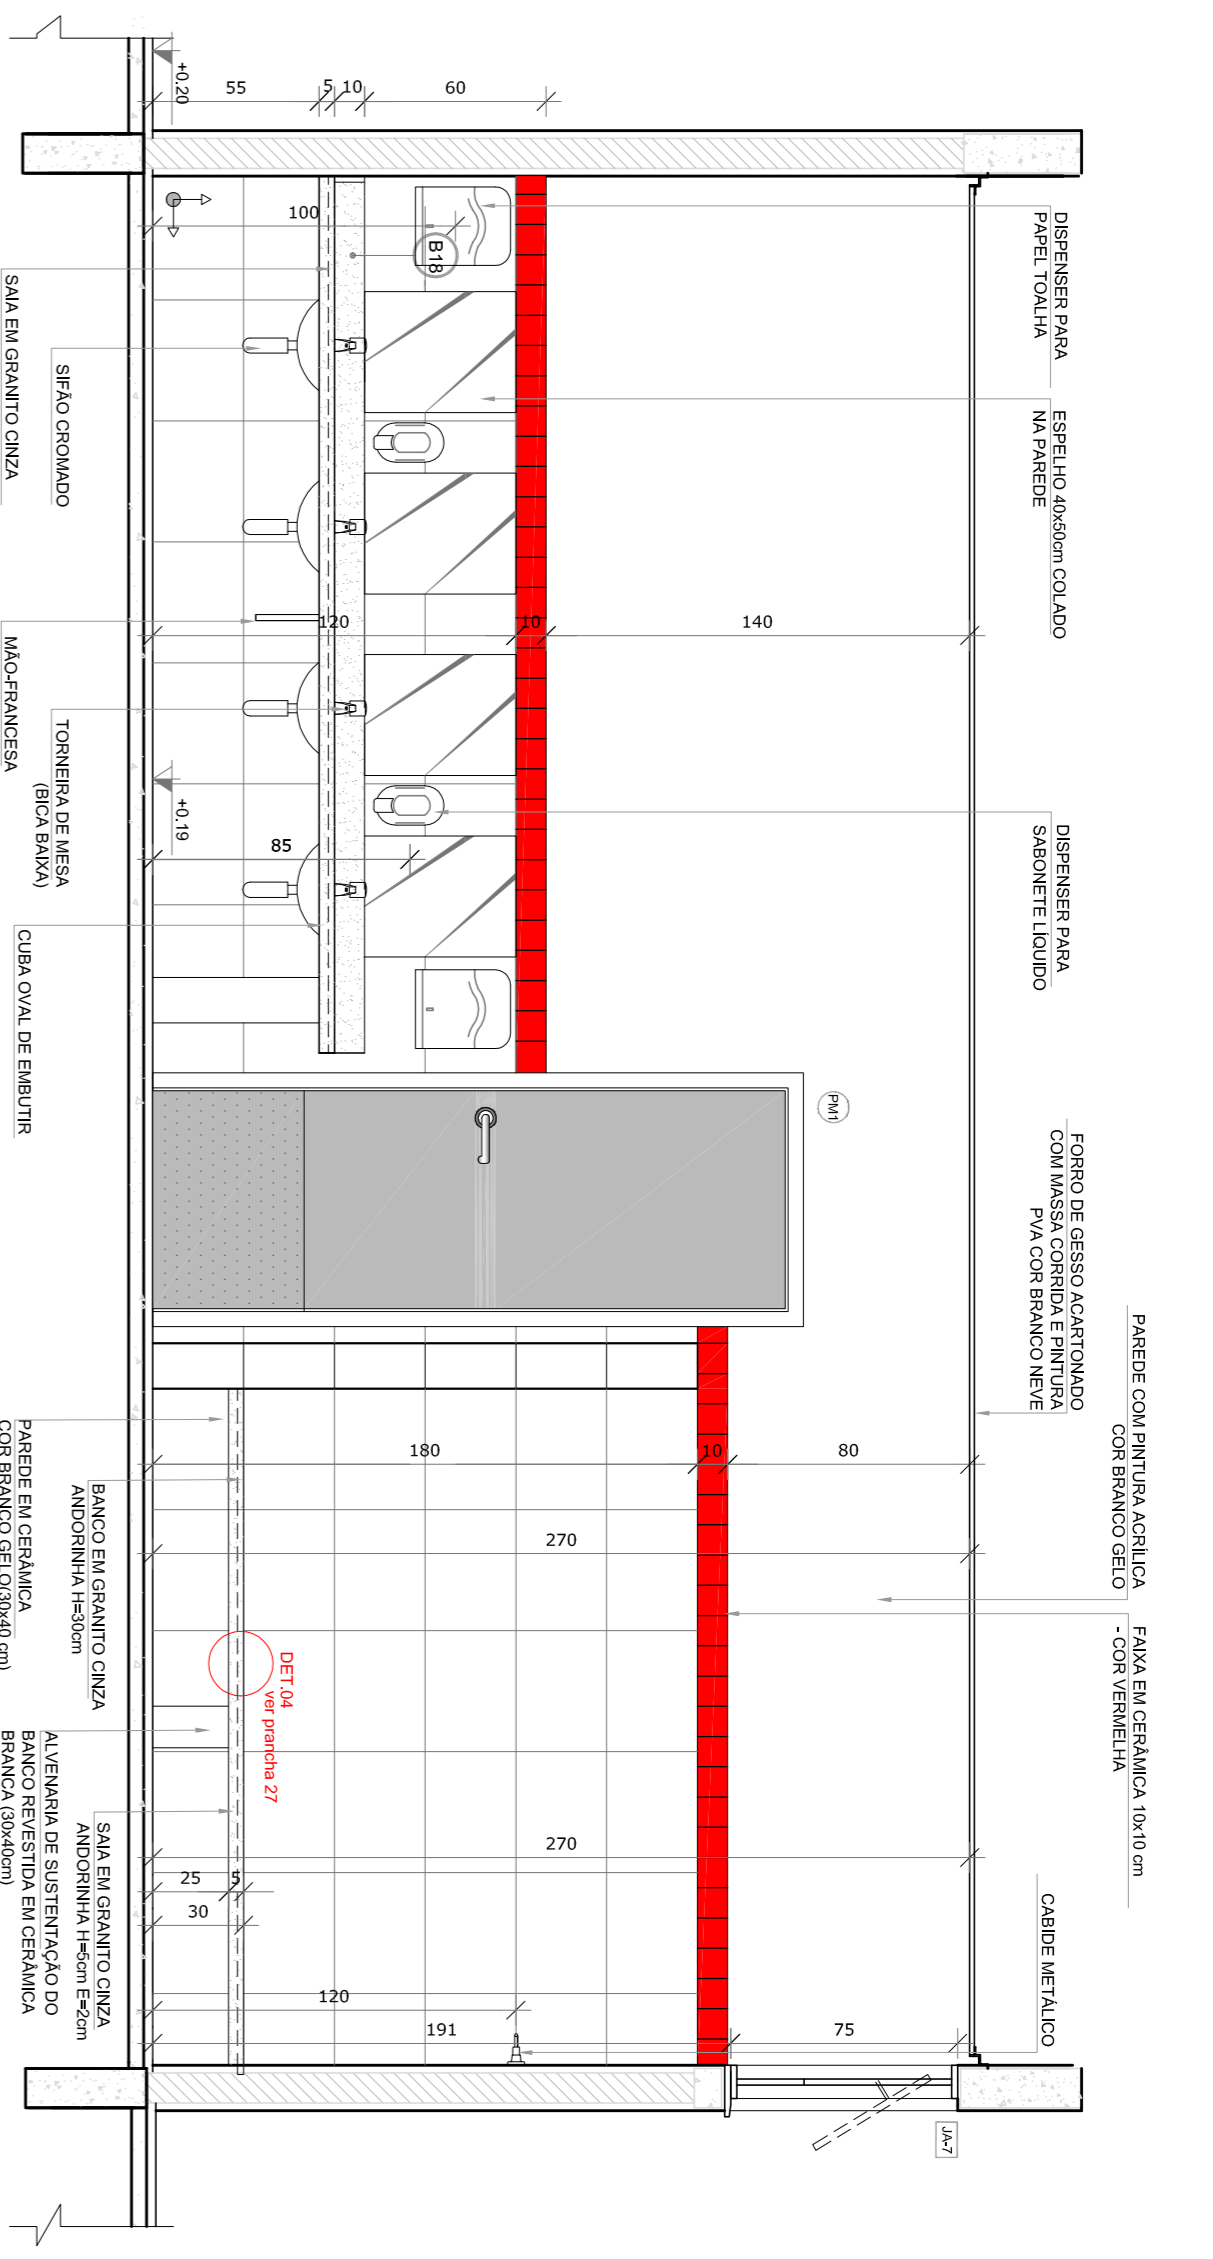 PAREDE COM PINTURA ACRÍLICA
COR BRANCO GELO
FAIXA EM CERÂMICA 10x10 cm
- COR VERMELHA
FORRO DE GESSO ACARTONADO
COM MASSA CORRIDA E PINTURA
PVA COR BRANCO NEVE
DISPENSER PARA
PAPEL TOALHA
ESPELHO 40x50cm COLADO
NA PAREDE
DISPENSER PARA
SABONETE LÍQUIDO
CABIDE METÁLICO
JA-7
PM1
B18
60
10
5
55
+0.20
100
140
10
120
85
+0.19
80
10
180
270
270
75
191
120
25
5
30
DET.04
ver prancha 27
SIFÃO CROMADO
SAIA EM GRANITO CINZA
TORNEIRA DE MESA
(BICA BAIXA)
MÃO-FRANCESA
CUBA OVAL DE EMBUTIR
BANCO EM GRANITO CINZA
ANDORINHA H=30cm
PAREDE EM CERÂMICA
COR BRANCO GELO(30x40 cm)
SAIA EM GRANITO CINZA
ANDORINHA H=5cm E=2cm
ALVENARIA DE SUSTENTAÇÃO DO
BANCO REVESTIDA EM CERÂMICA
BRANCA (30x40cm)